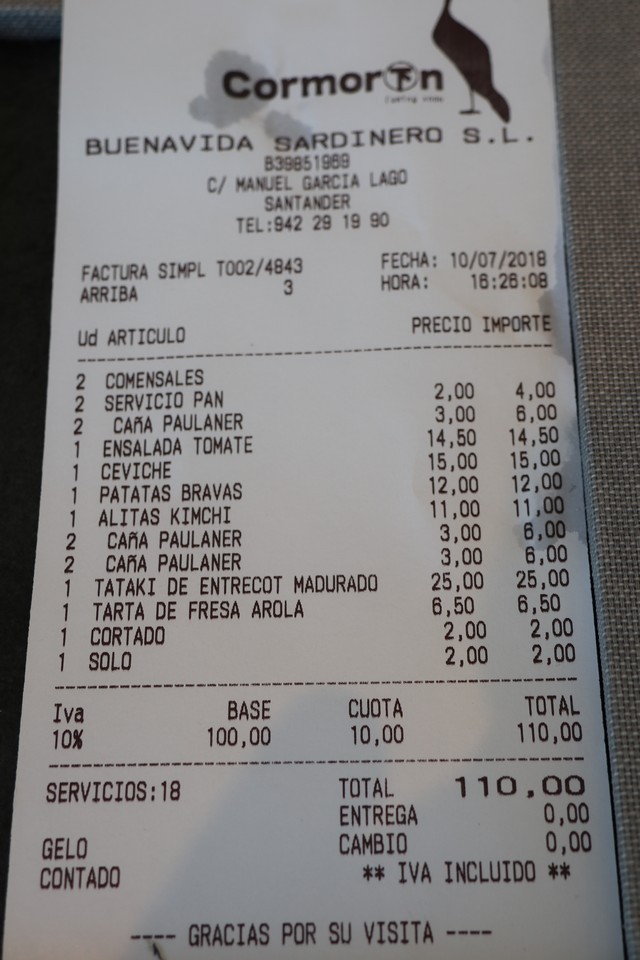 Cormorán
BUENAVIDA SARDINERO S.L.
B39851969
C/ MANUEL GARCIA LAGO
SANTANDER
TEL:942 29 19 90
FACTURA SIMPL T002/4843 FECHA: 10/07/2018
ARRIBA 3 HORA: 16:26:08
Ud ARTICULO PRECIO IMPORTE
2 COMENSALES
2 SERVICIO PAN 2,00 4,00
2 CAñA PAULANER 3,00 6,00
1 ENSALADA TOMATE 14,50 14,50
1 CEVICHE 15,00 15,00
1 PATATAS BRAVAS 12,00 12,00
1 ALITAS KIMCHI 11,00 11,00
2 CAñA PAULANER 3,00 6,00
2 CAñA PAULANER 3,00 6,00
1 TATAKI DE ENTRECOT MADURADO 25,00 25,00
1 TARTA DE FRESA AROLA 6,50 6,50
1 CORTADO 2,00 2,00
1 SOLO 2,00 2,00
Iva BASE CUOTA TOTAL
10% 100,00 10,00 110,00
SERVICIOS:18 TOTAL 110,00
ENTREGA 0,00
GELO CAMBIO 0,00
CONTADO ** IVA INCLUIDO **
---- GRACIAS POR SU VISITA ----